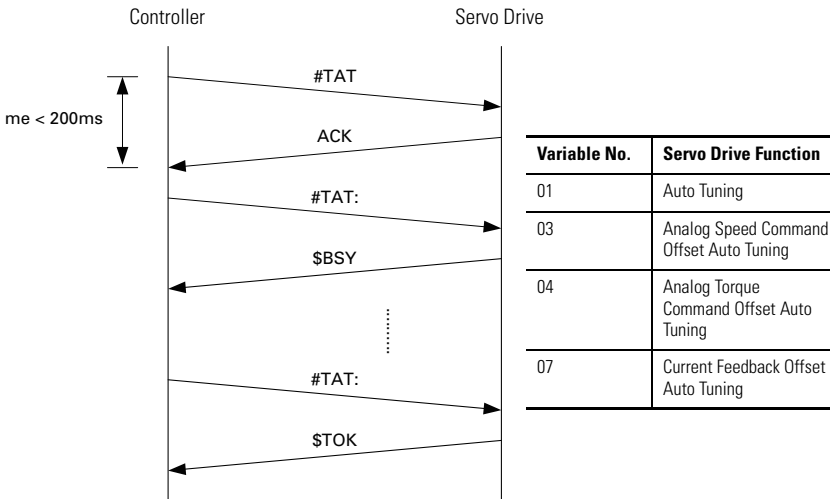 Controller
Servo Drive
#TAT
me < 200ms
ACK
#TAT:
$BSY
#TAT:
$TOK
Variable No. Servo Drive Function
01 Auto Tuning
03 Analog Speed Command
Offset Auto Tuning
04 Analog Torque
Command Offset Auto
Tuning
07 Current Feedback Offset
Auto Tuning